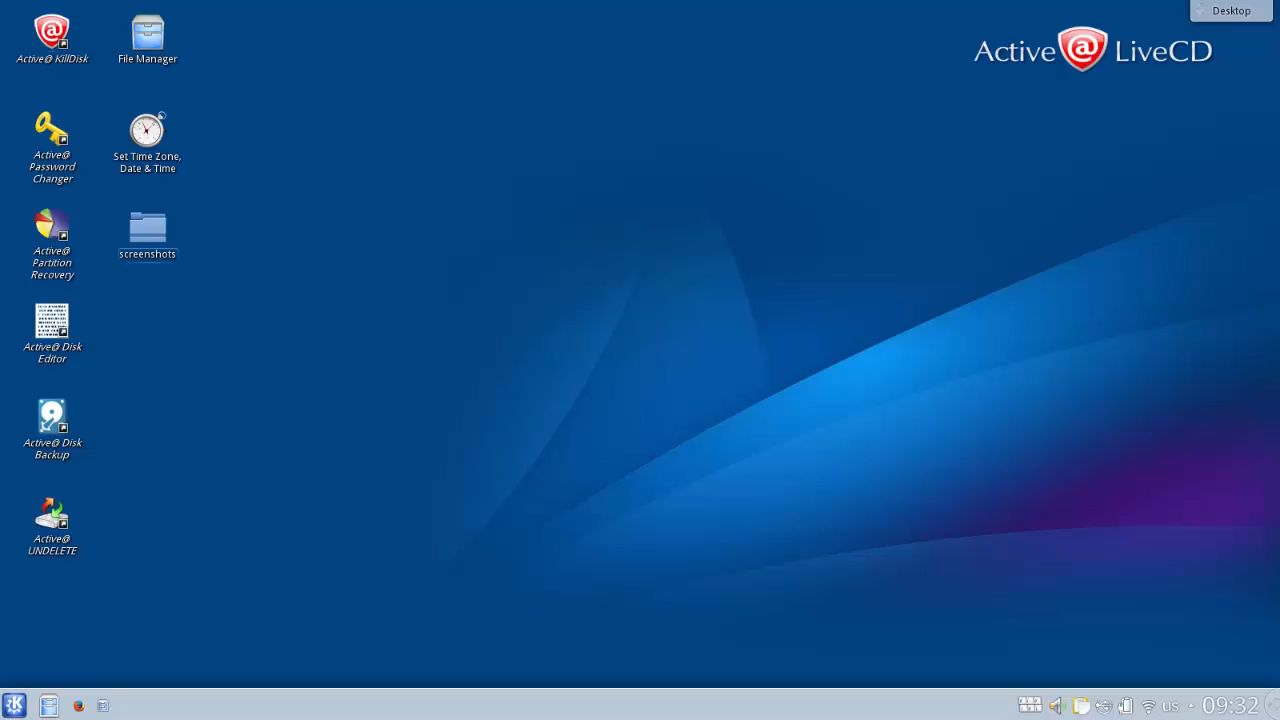 Desktop
Active@ LiveCD
Active@ KillDisk
File Manager
Active@
Password
Changer
Set Time Zone,
Date & Time
Active@
Partition
Recovery
screenshots
Active@ Disk
Editor
Active@ Disk
Backup
Active@
UNDELETE
US
09:32